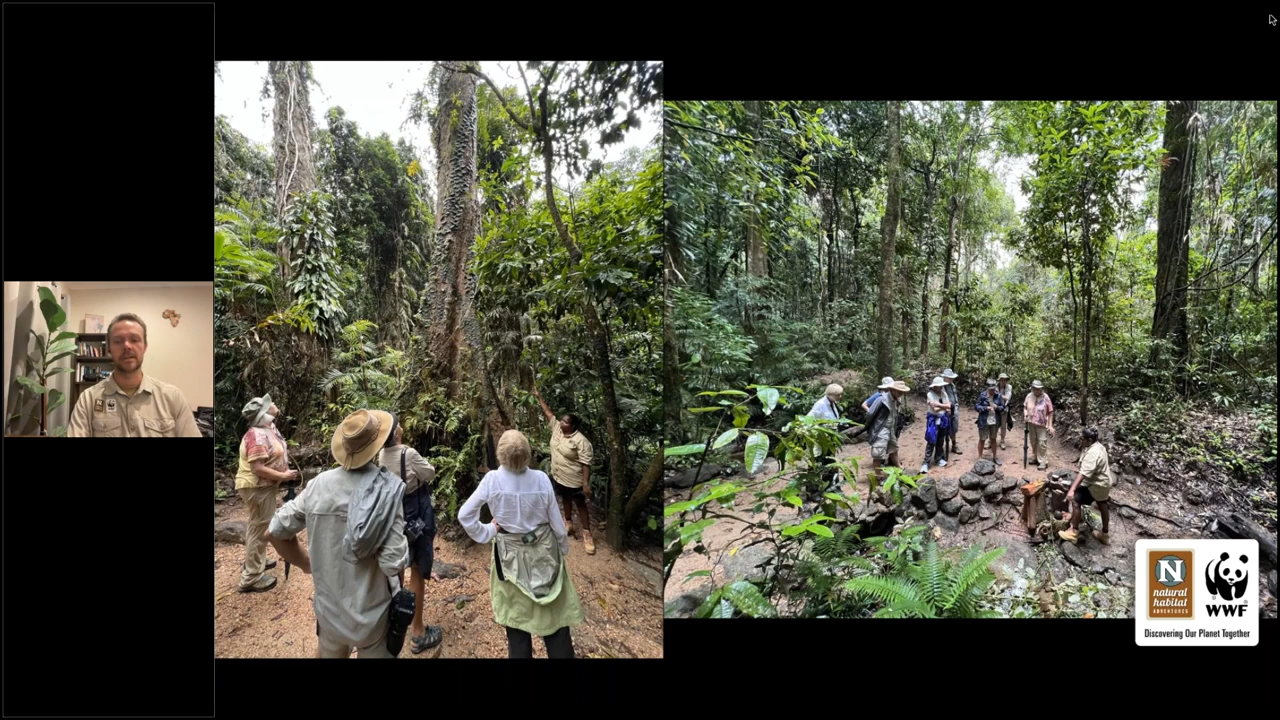 N
natural
habitat
ADVENTURES
WWF
Discovering Our Planet Together